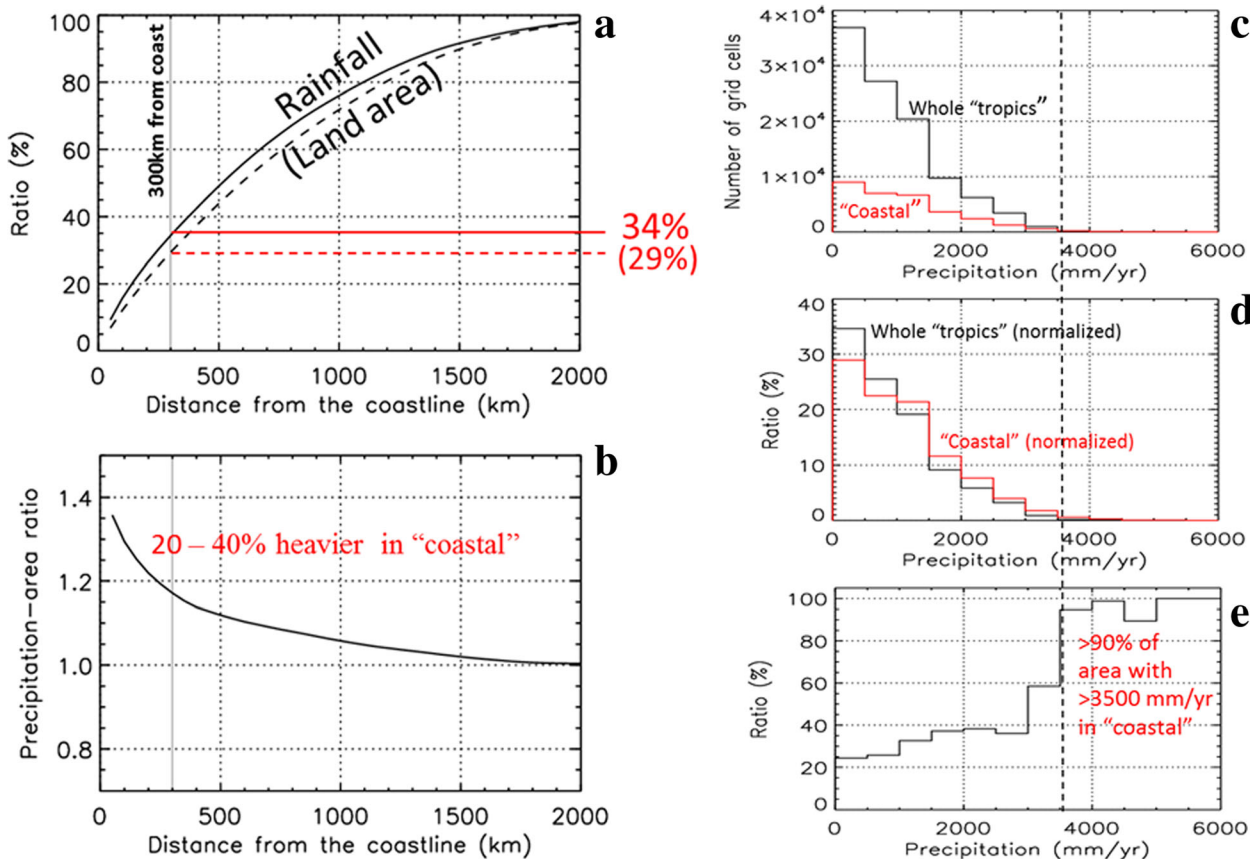 a
100
80
60
40
20
0
Ratio (%)
300km from coast
Rainfall
(Land area)
34%
(29%)
0 500 1000 1500 2000
Distance from the coastline (km)
b
1.4
1.2
1.0
0.8
Precipitation-area ratio
20 – 40% heavier in “coastal”
0 500 1000 1500 2000
Distance from the coastline (km)
c
4×10⁴
3×10⁴
2×10⁴
1×10⁴
0
Number of grid cells
Whole “tropics”
“Coastal”
0 2000 4000 6000
Precipitation (mm/yr)
d
40
30
20
10
0
Ratio (%)
Whole “tropics” (normalized)
“Coastal” (normalized)
0 2000 4000 6000
Precipitation (mm/yr)
e
100
80
60
40
20
0
Ratio (%)
>90% of
area with
>3500 mm/yr
in “coastal”
0 2000 4000 6000
Precipitation (mm/yr)